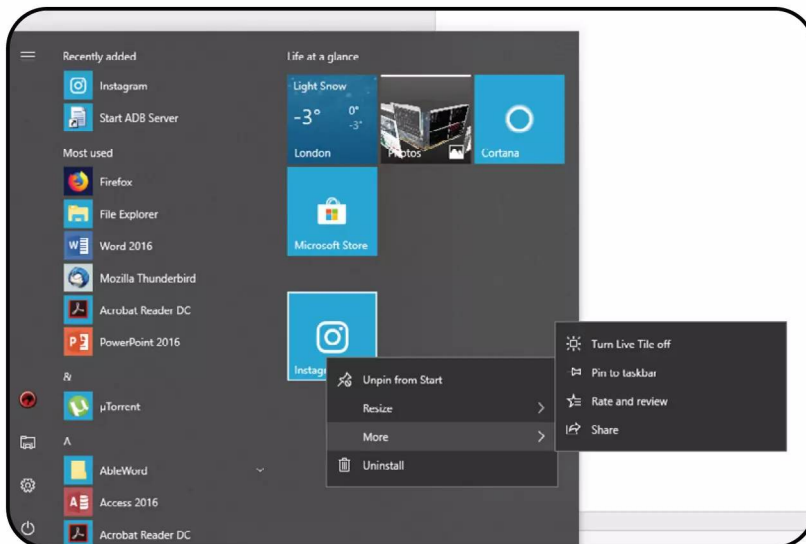 Recently added
Instagram
Start ADB Server
Most used
Firefox
File Explorer
Word 2016
Mozilla Thunderbird
Acrobat Reader DC
PowerPoint 2016
&
µTorrent
A
AbleWord
Access 2016
Acrobat Reader DC
Life at a glance
Light Snow
-3°
0°
-3°
London
Photos
Cortana
Microsoft Store
Instagr
Unpin from Start
Resize
More
Uninstall
Turn Live Tile off
Pin to taskbar
Rate and review
Share